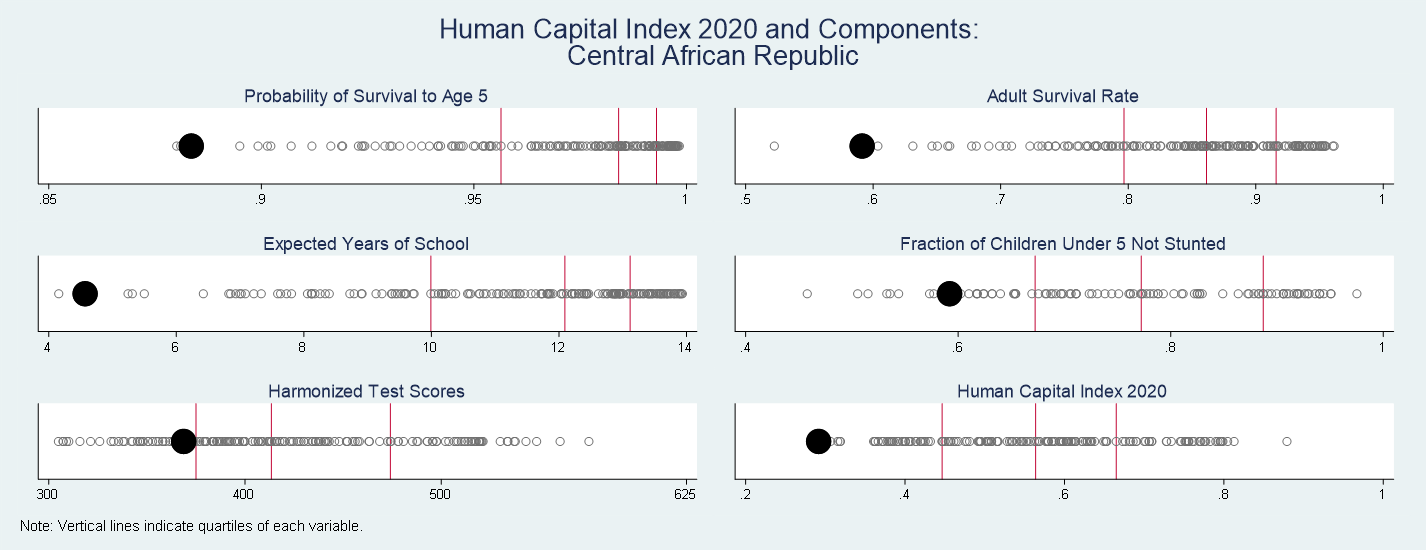 Human Capital Index 2020 and Components:
Central African Republic
Probability of Survival to Age 5
.85 .9 .95 1
Adult Survival Rate
.5 .6 .7 .8 .9 1
Expected Years of School
4 6 8 10 12 14
Fraction of Children Under 5 Not Stunted
.4 .6 .8 1
Harmonized Test Scores
300 400 500 625
Human Capital Index 2020
.2 .4 .6 .8 1
Note: Vertical lines indicate quartiles of each variable.